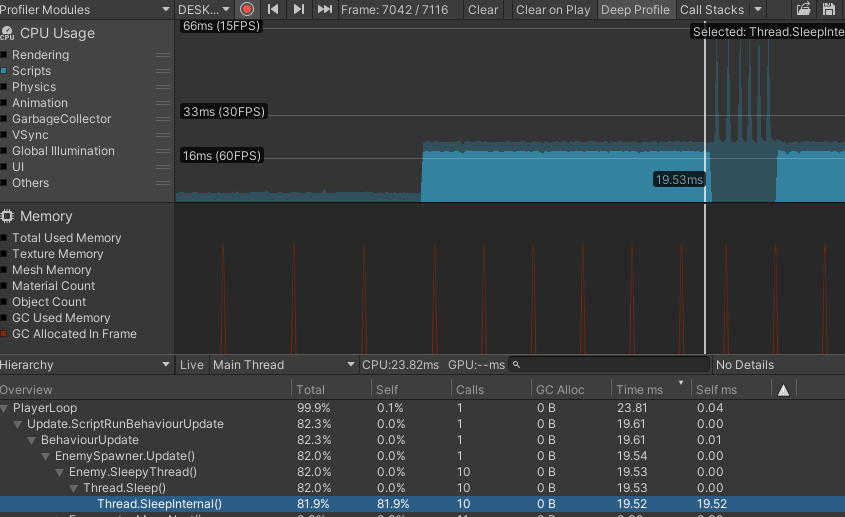 Profiler Modules DESK... Frame: 7042 / 7116 Clear Clear on Play Deep Profile Call Stacks
CPU Usage
66ms (15FPS)
Selected: Thread.SleepInte
Rendering
Scripts
Physics
Animation
GarbageCollector
VSync
Global Illumination
UI
Others
33ms (30FPS)
16ms (60FPS)
19.53ms
Memory
Total Used Memory
Texture Memory
Mesh Memory
Material Count
Object Count
GC Used Memory
GC Allocated In Frame
Hierarchy Live Main Thread CPU:23.82ms GPU:--ms No Details
Overview Total Self Calls GC Alloc Time ms Self ms
PlayerLoop 99.9% 0.1% 1 0 B 23.81 0.04
Update.ScriptRunBehaviourUpdate 82.3% 0.0% 1 0 B 19.61 0.00
BehaviourUpdate 82.3% 0.0% 1 0 B 19.61 0.01
EnemySpawner.Update() 82.0% 0.0% 1 0 B 19.54 0.00
Enemy.SleepyThread() 82.0% 0.0% 10 0 B 19.53 0.00
Thread.Sleep() 82.0% 0.0% 10 0 B 19.53 0.00
Thread.SleepInternal() 81.9% 81.9% 10 0 B 19.52 19.52